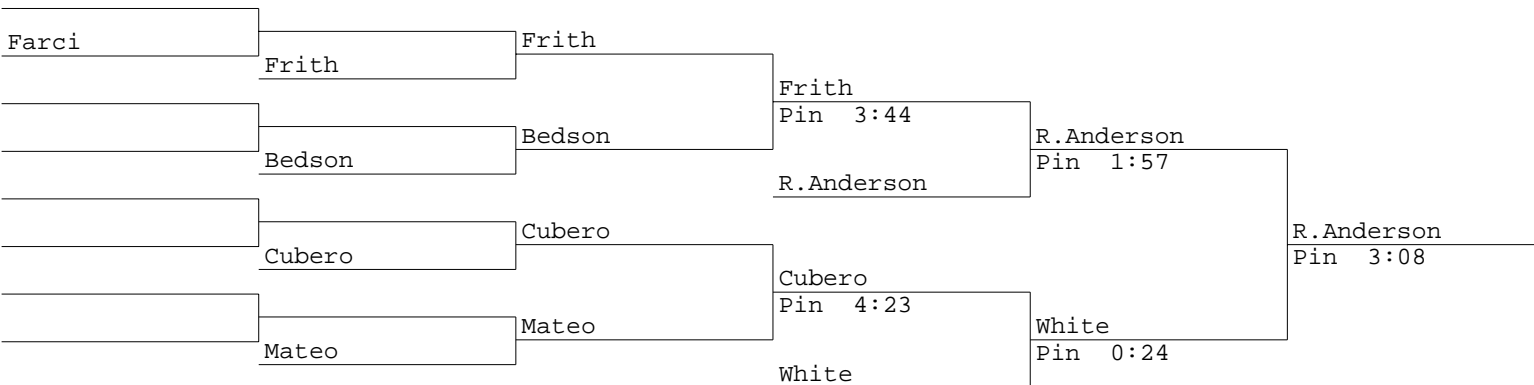 Farci
Frith
Frith
Frith
Pin 3:44
Bedson
R.Anderson
Bedson
Pin 1:57
R.Anderson
Cubero
R.Anderson
Cubero
Pin 3:08
Cubero
Pin 4:23
Mateo
White
Mateo
Pin 0:24
White